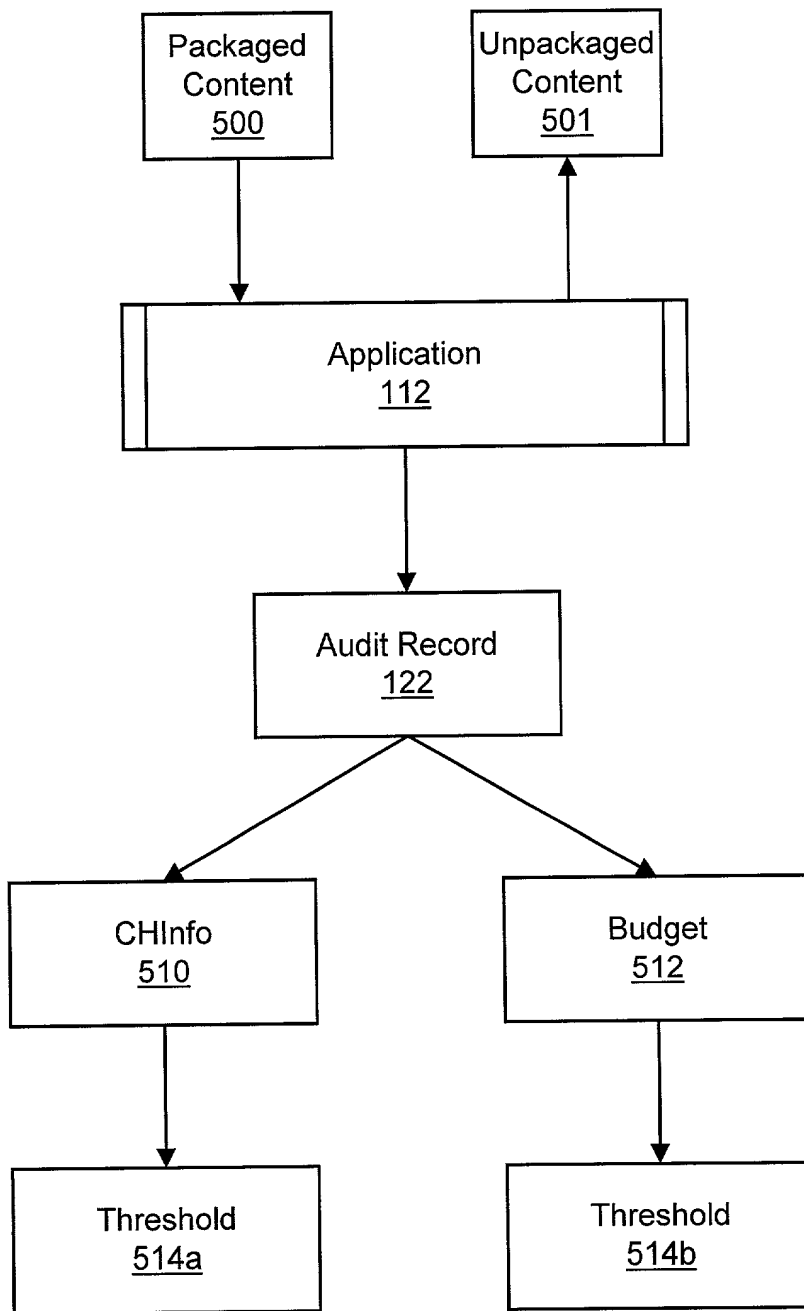 Packaged
Content
500
Unpackaged
Content
501
Application
112
Audit Record
122
CHInfo
510
Budget
512
Threshold
514a
Threshold
514b